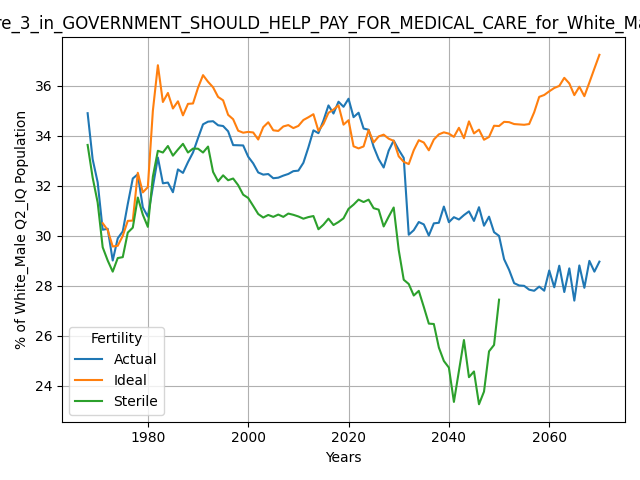 re_3_in_GOVERNMENT_SHOULD_HELP_PAY_FOR_MEDICAL_CARE_for_White_Ma
% of White_Male Q2_IQ Population
36
34
32
30
28
26
24
Fertility
Actual
Ideal
Sterile
1980 2000 2020 2040 2060
Years